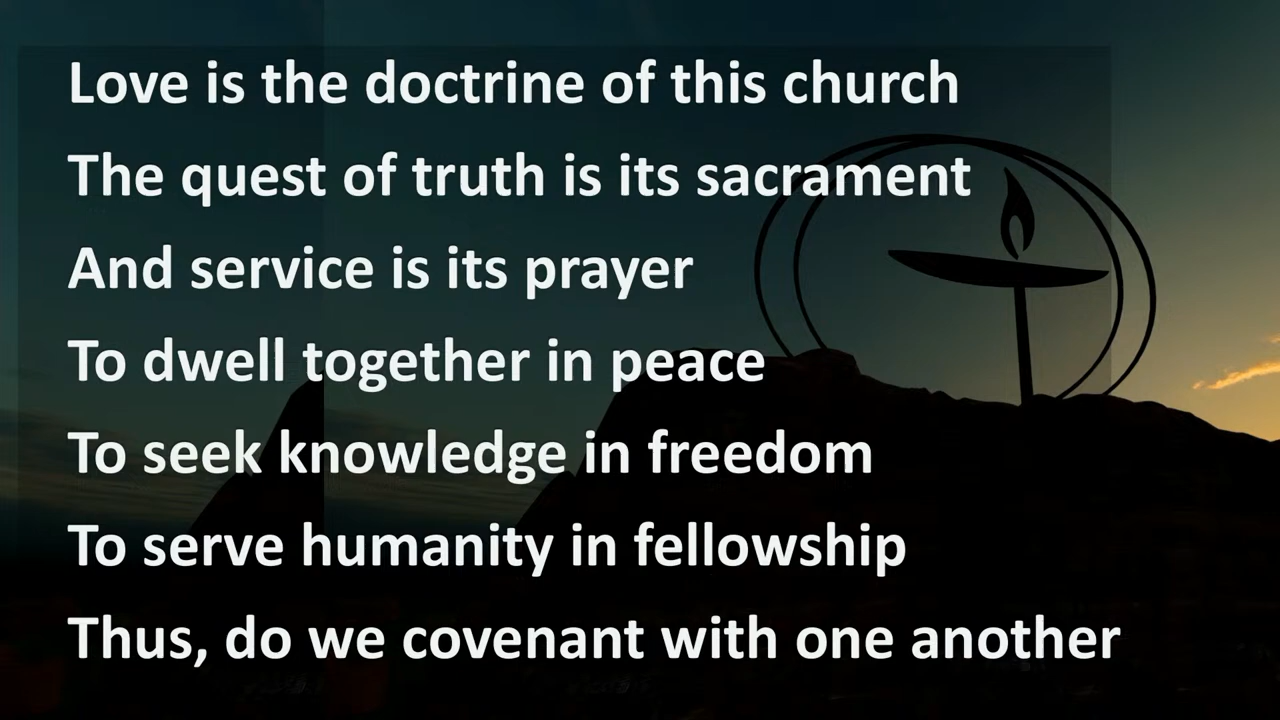 Love is the doctrine of this church
The quest of truth is its sacrament
And service is its prayer
To dwell together in peace
To seek knowledge in freedom
To serve humanity in fellowship
Thus, do we covenant with one another